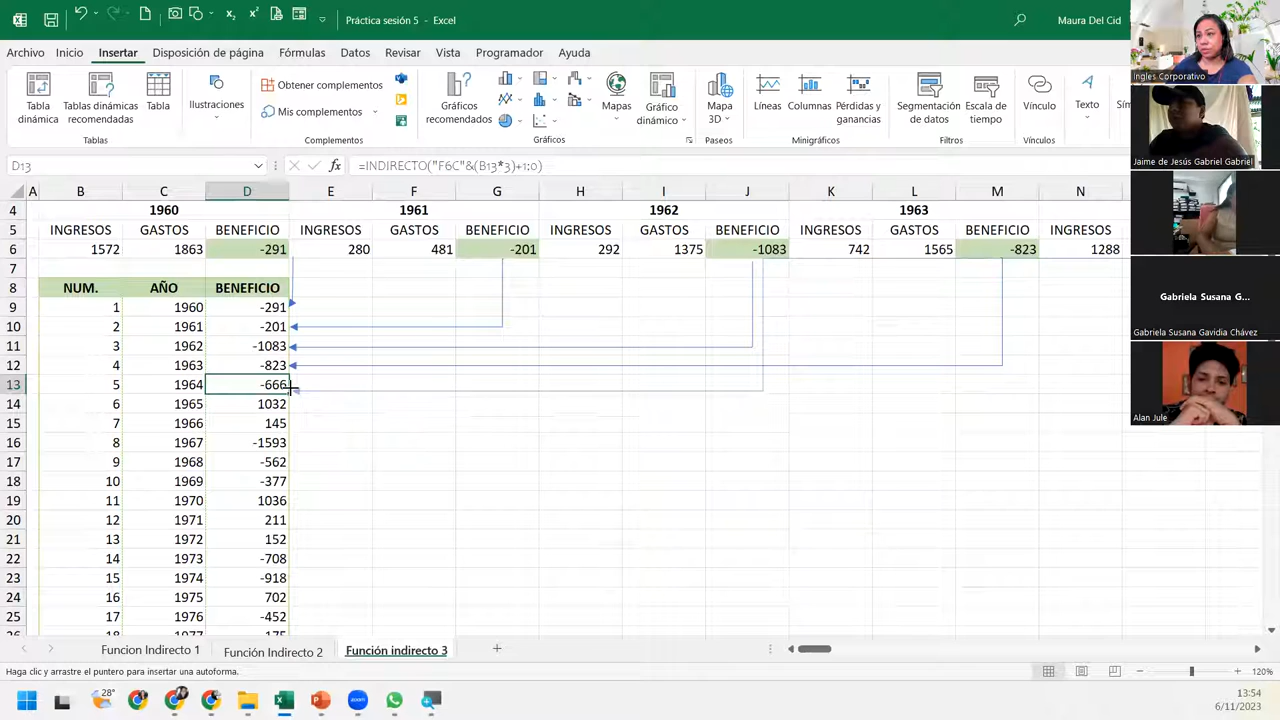 Práctica sesión 5 - Excel
Maura Del Cid
Archivo Inicio Insertar Disposición de página Fórmulas Datos Revisar Vista Programador Ayuda
Tabla dinámica
Tablas dinámicas recomendadas
Tabla
Tablas
Ilustraciones
Obtener complementos
Mis complementos
Complementos
Gráficos recomendados
Mapas
Gráfico dinámico
Gráficos
Mapa 3D
Paseos
Líneas
Columnas
Pérdidas y ganancias
Minigráficos
Segmentación de datos
Escala de tiempo
Filtros
Vínculo
Vínculos
Texto
Ingles Corporativo
Jaime de Jesús Gabriel Gabriel
Gabriela Susana G...
Gabriela Susana Gavidia Chávez
Alan Jule
D13 fx =INDIRECTO("F6C"&(B13*3)+1;0)
A B C D E F G H I J K L M N
4 1960 1961 1962 1963
5 INGRESOS GASTOS BENEFICIO INGRESOS GASTOS BENEFICIO INGRESOS GASTOS BENEFICIO INGRESOS GASTOS BENEFICIO INGRESOS
6 1572 1863 -291 280 481 -201 292 1375 -1083 742 1565 -823 1288
7
8 NUM. AÑO BENEFICIO
9 1 1960 -291
10 2 1961 -201
11 3 1962 -1083
12 4 1963 -823
13 5 1964 -666
14 6 1965 1032
15 7 1966 145
16 8 1967 -1593
17 9 1968 -562
18 10 1969 -377
19 11 1970 1036
20 12 1971 211
21 13 1972 152
22 14 1973 -708
23 15 1974 -918
24 16 1975 702
25 17 1976 -452
Funcion Indirecto 1 Función Indirecto 2 Función indirecto 3
Haga clic y arrastre el puntero para insertar una autoforma.
120%
28°
zoom
13:54
6/11/2023